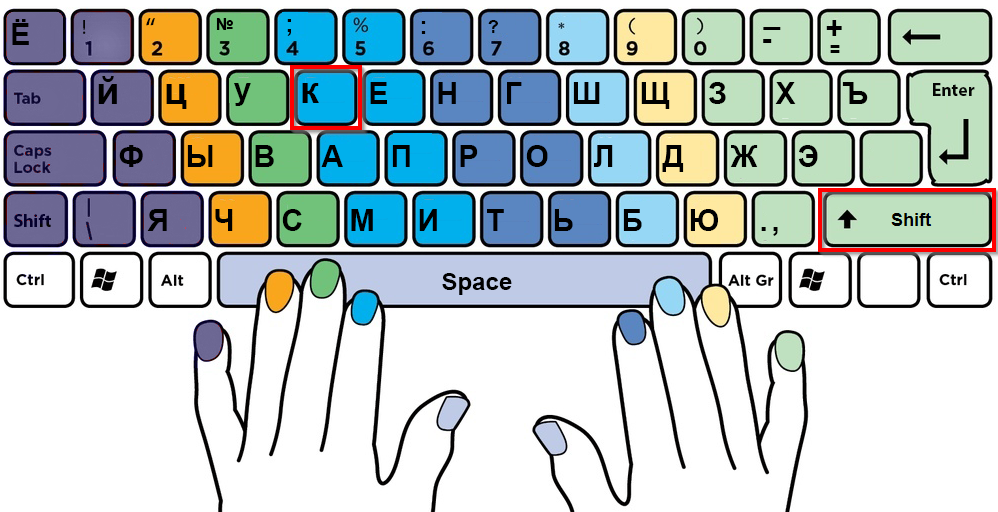 Ё ! 1 “ 2 № 3 ; 4 % 5 : 6 ? 7 * 8 ( 9 ) 0 — - + =
Tab Й Ц У К Е Н Г Ш Щ З Х Ъ Enter
Caps Lock Ф Ы В А П Р О Л Д Ж Э
Shift | \ Я Ч С М И Т Ь Б Ю ., Shift
Ctrl Alt Space Alt Gr Ctrl